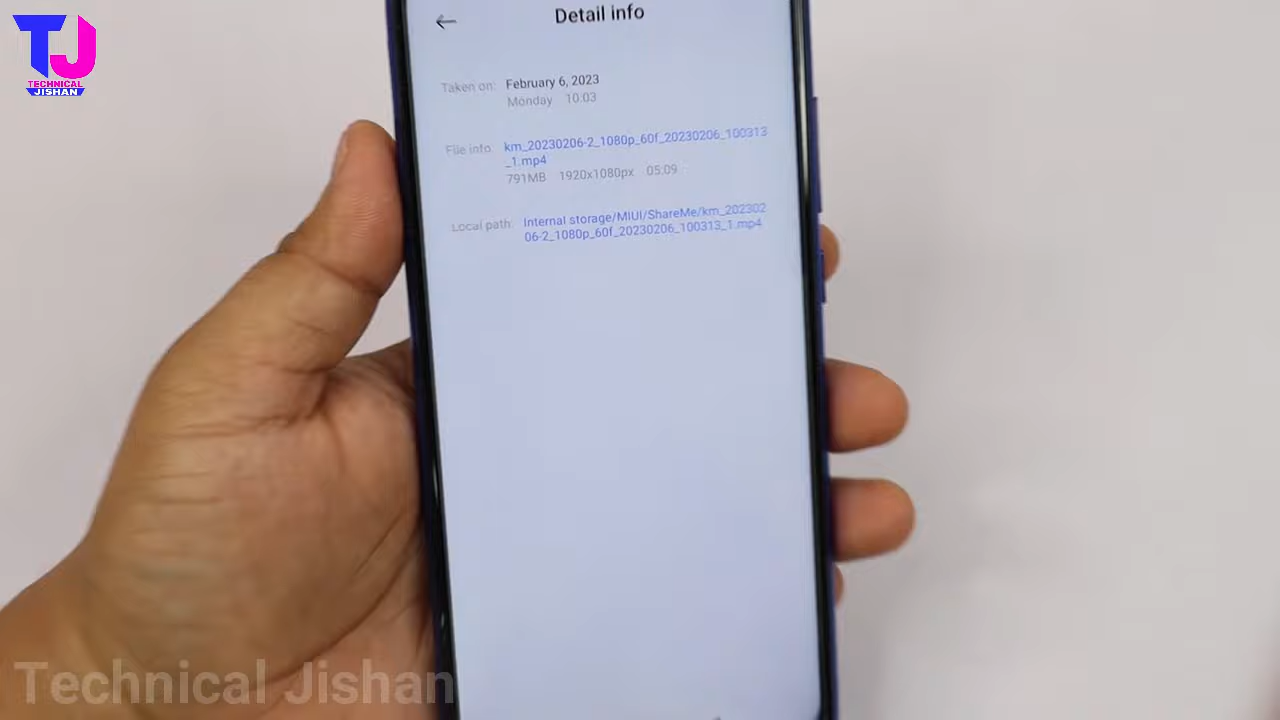 TJ
TECHNICAL
JISHAN
Detail info
Taken on: February 6, 2023
Monday 10:03
File info: km_20230206-2_1080p_60f_20230206_100313
_1.mp4
791MB 1920x1080px 05:09
Local path: Internal storage/MIUI/ShareMe/km_202302
06-2_1080p_60f_20230206_100313_1.mp4
Technical Jishan